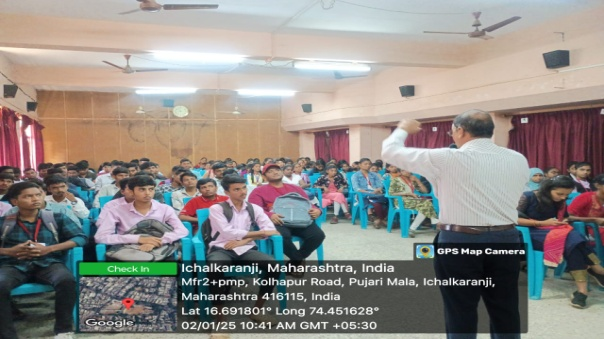 GPS Map Camera
Check In
Ichalkaranji, Maharashtra, India
Mfr2+pmp, Kolhapur Road, Pujari Mala, Ichalkaranji,
Maharashtra 416115, India
Lat 16.691801° Long 74.451628°
02/01/25 10:41 AM GMT +05:30
Google